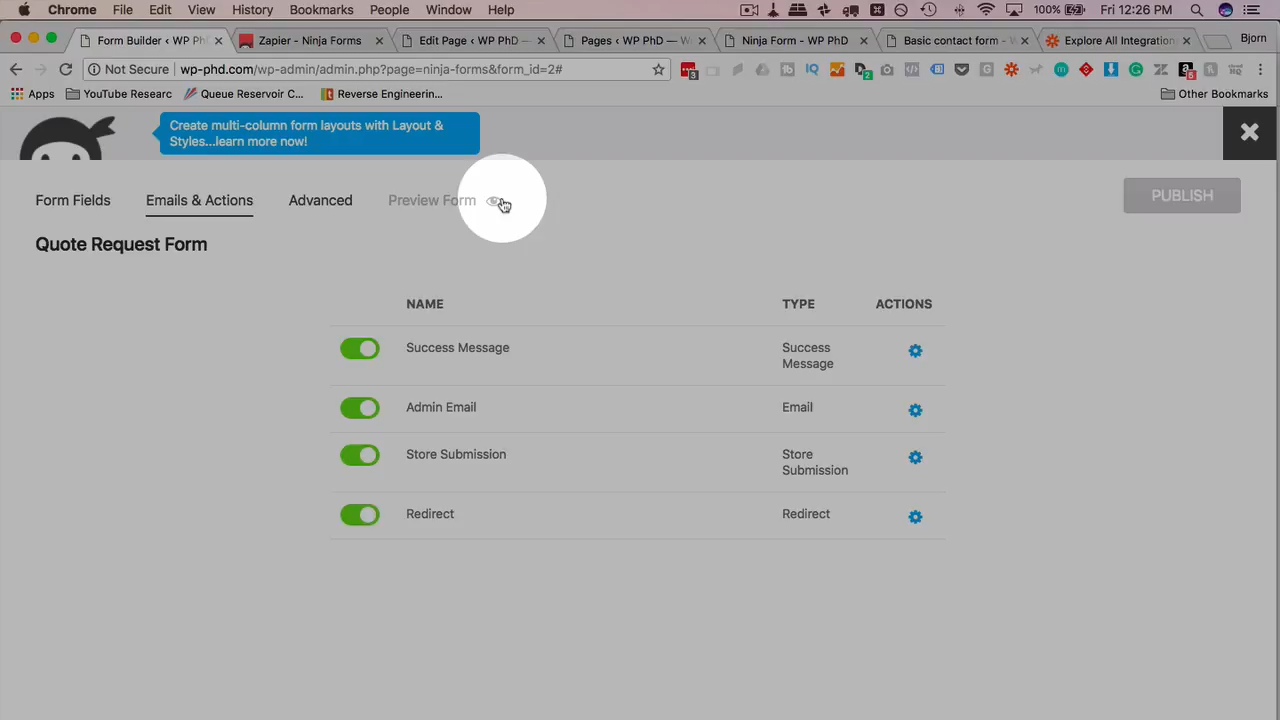 Chrome File Edit View History Bookmarks People Window Help 100% Fri 12:26 PM
Form Builder ‹ WP Ph Zapier - Ninja Forms Edit Page ‹ WP PhD — Pages ‹ WP PhD — W Ninja Form - WP PhD Basic contact form - W Explore All Integration Bjorn
Not Secure wp-phd.com/wp-admin/admin.php?page=ninja-forms&form_id=2#
Apps YouTube Researc Queue Reservoir C... Reverse Engineerin... Other Bookmarks
Create multi-column form layouts with Layout &
Styles...learn more now!
Form Fields Emails & Actions Advanced Preview Form PUBLISH
Quote Request Form
NAME TYPE ACTIONS
Success Message Success
Message
Admin Email Email
Store Submission Store
Submission
Redirect Redirect